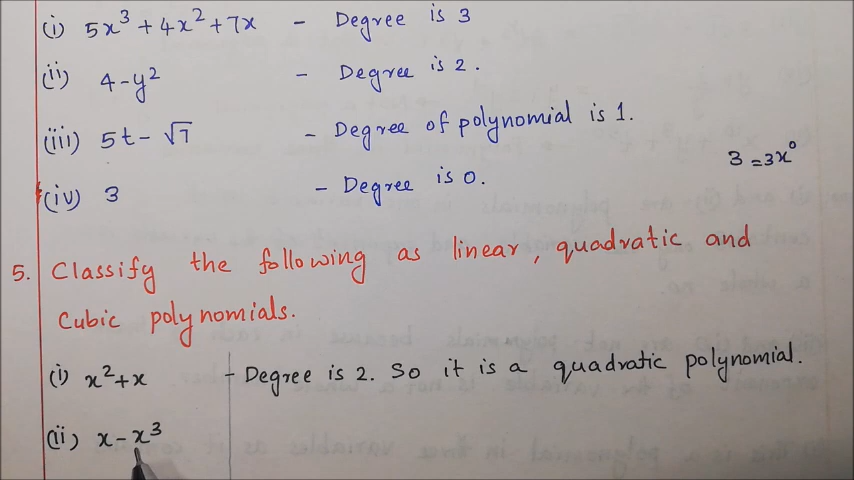 (i) 5x³ + 4x² + 7x - Degree is 3
(ii) 4 - y² - Degree is 2.
(iii) 5t - √7 - Degree of polynomial is 1.
3 = 3x⁰
(iv) 3 - Degree is 0.
5. Classify the following as linear, quadratic and
Cubic polynomials.
(i) x² + x - Degree is 2. So it is a quadratic polynomial.
(ii) x - x³